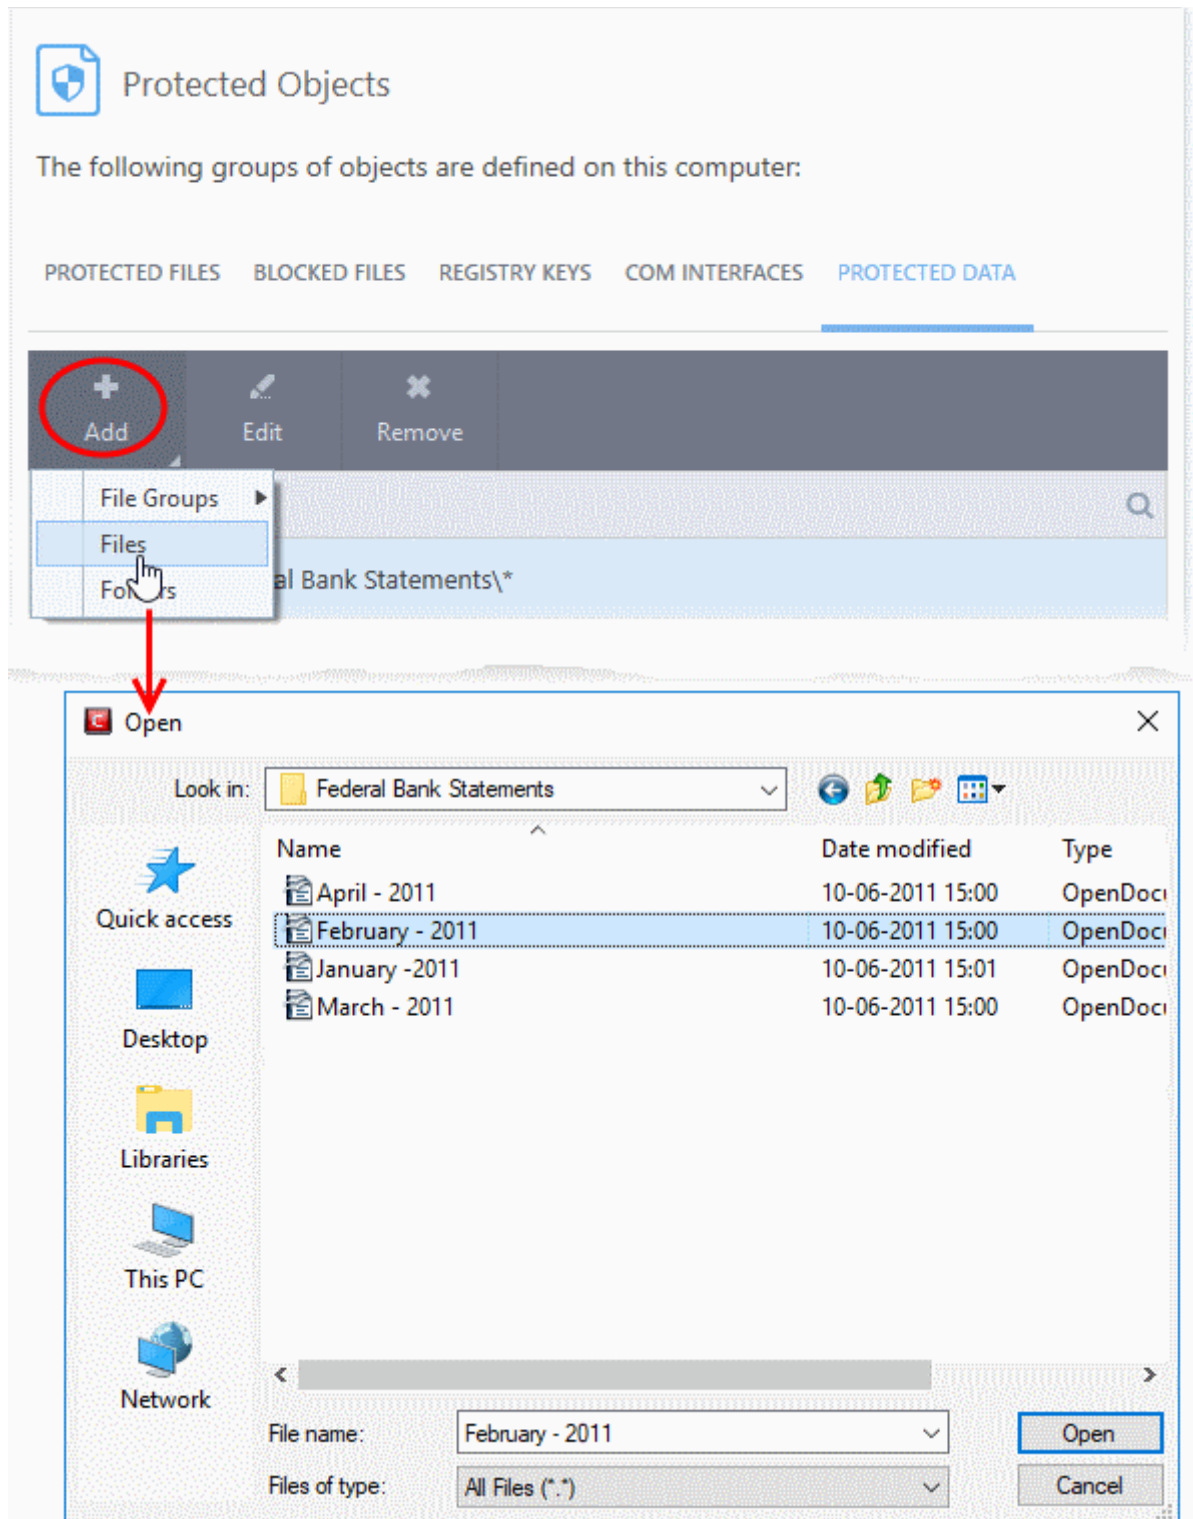 Protected Objects
The following groups of objects are defined on this computer:
PROTECTED FILES BLOCKED FILES REGISTRY KEYS COM INTERFACES PROTECTED DATA
Add Edit Remove
File Groups
Files
al Bank Statements\*
Open
Look in: Federal Bank Statements
Name Date modified Type
April - 2011 10-06-2011 15:00
February - 2011 10-06-2011 15:00
January -2011 10-06-2011 15:01
March - 2011 10-06-2011 15:00
Quick access
Desktop
Libraries
This PC
Network
File name: February - 2011 Open
Files of type: All Files (*.*) Cancel